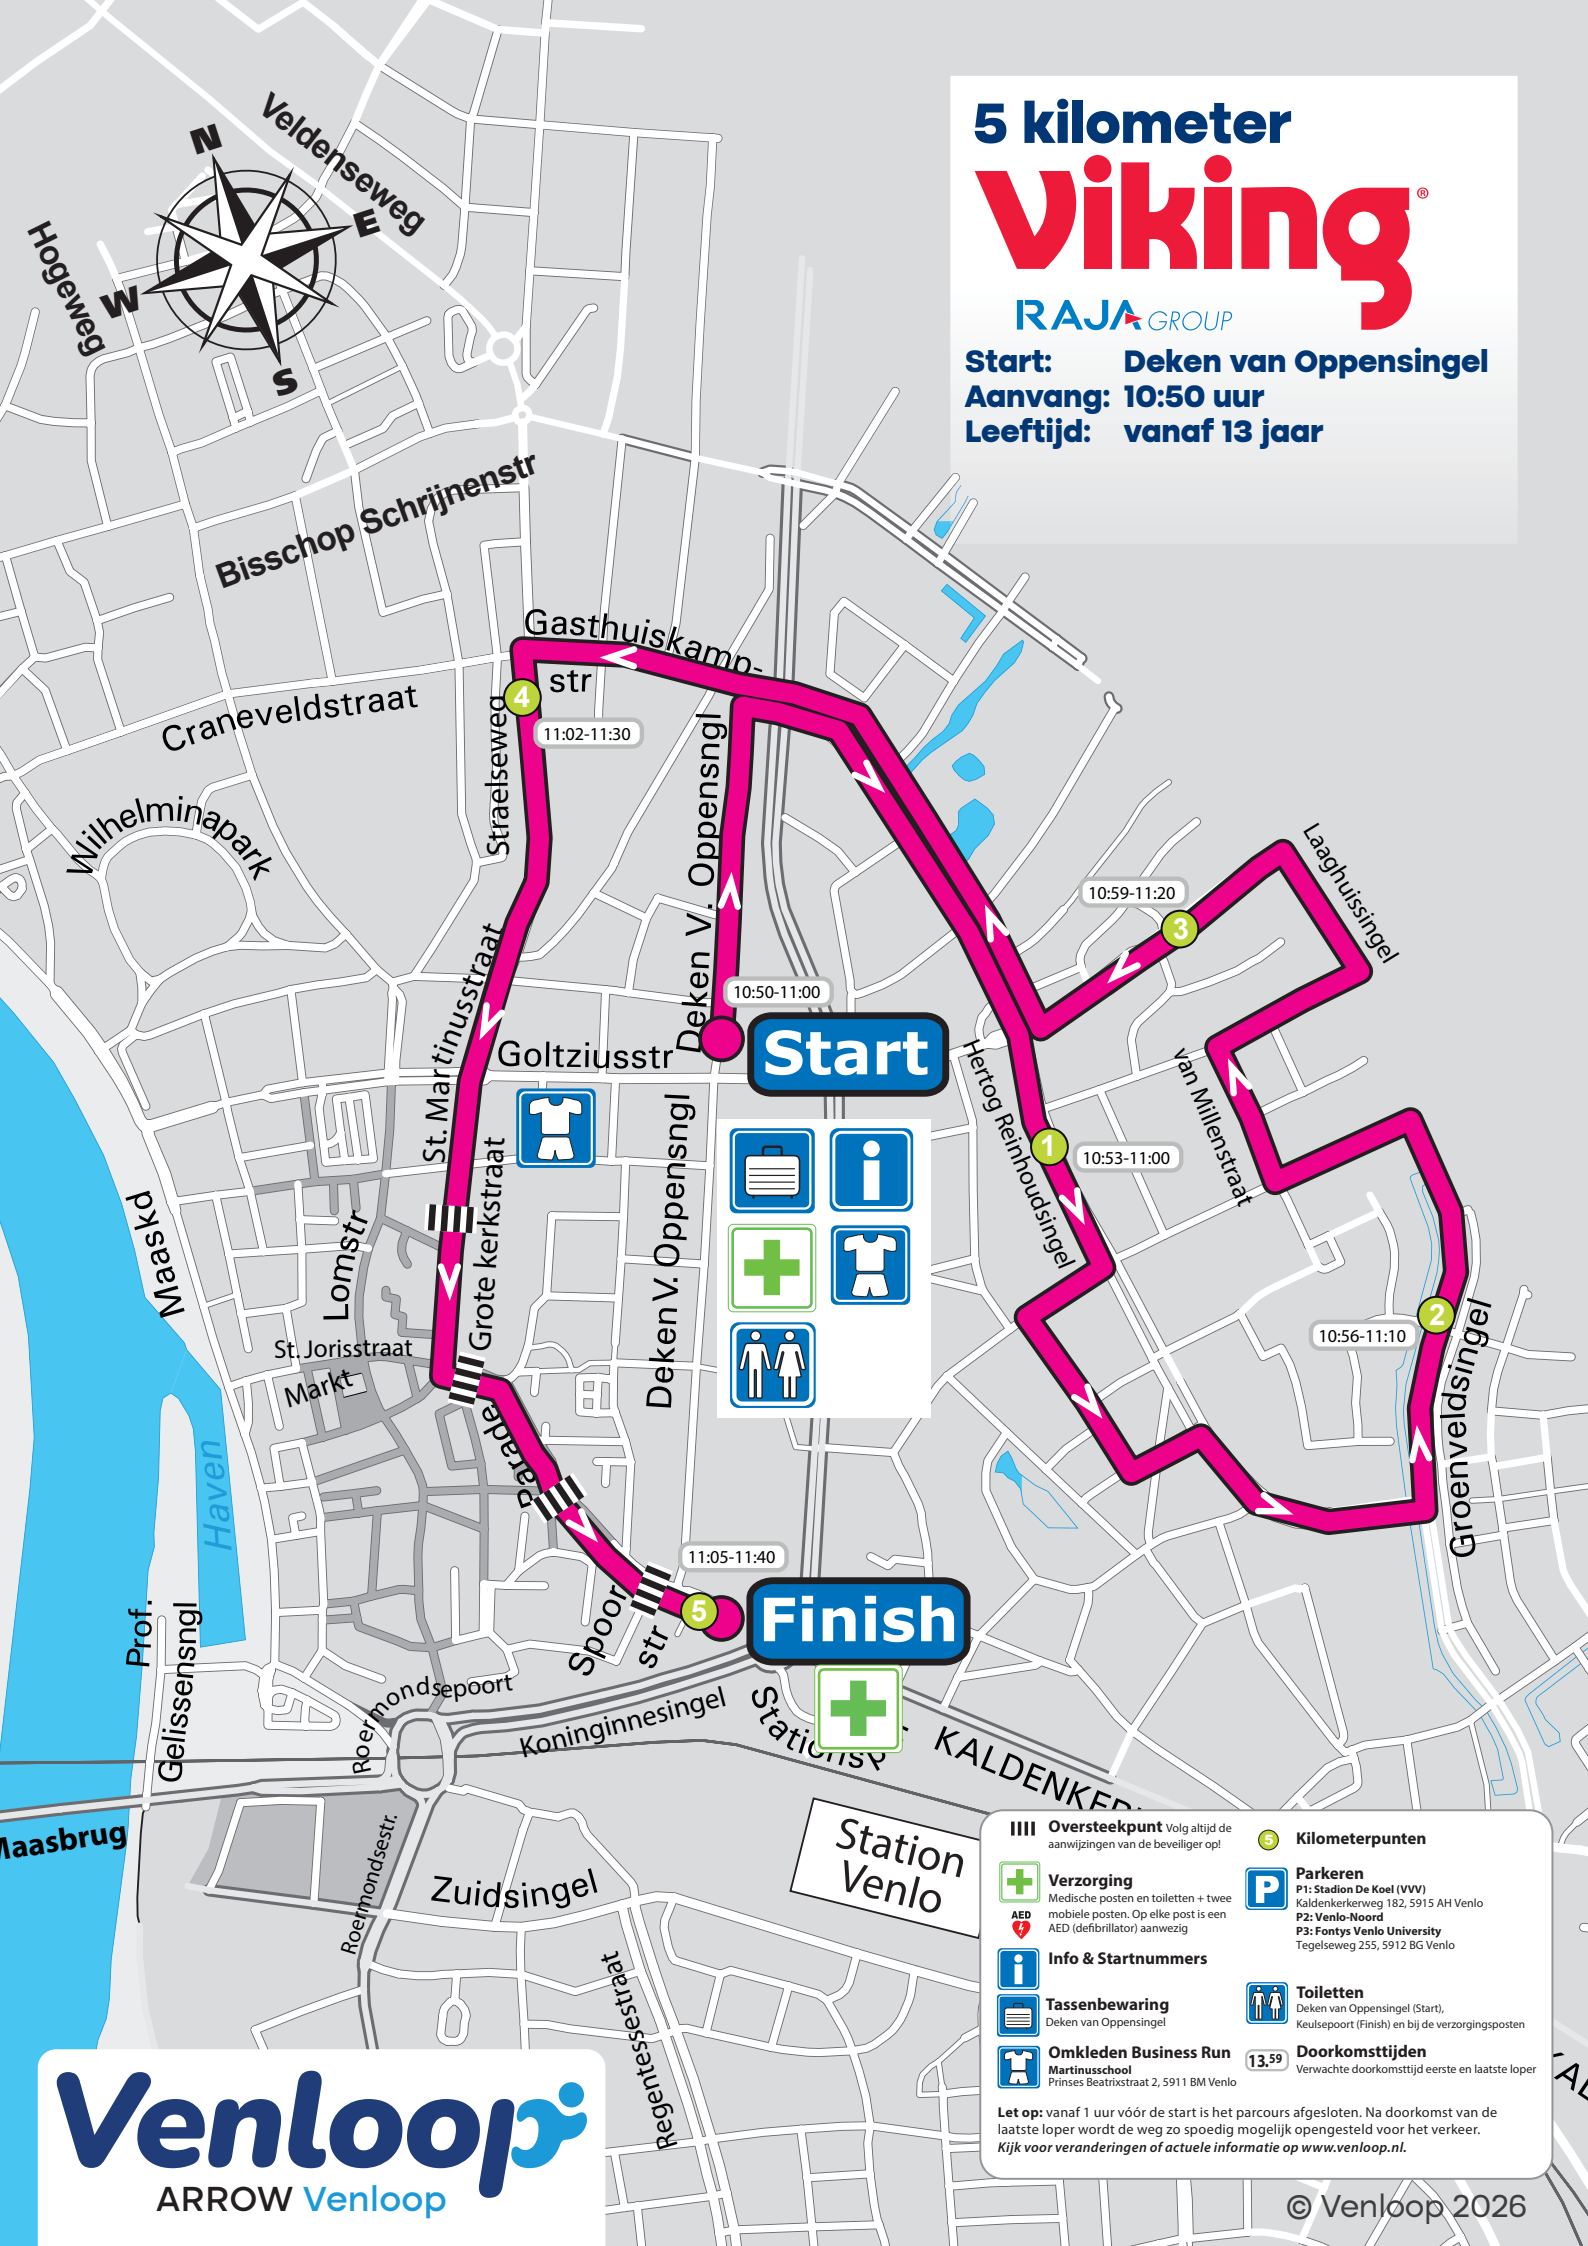 5 kilometer
Viking®
RAJA GROUP
Start: Deken van Oppensingel
Aanvang: 10:50 uur
Leeftijd: vanaf 13 jaar
N
E
W
S
Veldenseweg
Hogeweg
Bisschop Schrijnenstr
Gasthuiskamp-
str
Craneveldstraat
4
11:02-11:30
Straelseweg
Deken V. Oppensngl
Wilhelminapark
Laaghuissingel
10:59-11:20
3
St. Martinusstraat
10:50-11:00
Start
Goltziusstr
Hertog Reinhoudsingel
van Millenstraat
1
10:53-11:00
Deken V. Oppensngl
Grote kerkstraat
Maaskd
Lomstr
St. Jorisstraat
Markt
2
10:56-11:10
Groenveldsingel
Parade
Haven
11:05-11:40
5
Finish
Spoor
str
Prof.
Gelissensngl
Roermondsepoort
Koninginnesingel
Stationsstr
KALDENKER
Maasbrug
Roermondsestr.
Zuidsingel
Station
Venlo
Regentessestraat
Oversteekpunt Volg altijd de
aanwijzingen van de beveiliger op!
5
Kilometerpunten
Verzorging
Medische posten en toiletten + twee
mobiele posten. Op elke post is een
AED (defibrillator) aanwezig
AED
P
Parkeren
P1: Stadion De Koel (VVV)
Kaldenkerkerweg 182, 5915 AH Venlo
P2: Venlo-Noord
P3: Fontys Venlo University
Tegelseweg 255, 5912 BG Venlo
Info & Startnummers
Tassenbewaring
Deken van Oppensingel
Toiletten
Deken van Oppensingel (Start),
Keulsepoort (Finish) en bij de verzorgingsposten
Omkleden Business Run
Martinusschool
Prinses Beatrixstraat 2, 5911 BM Venlo
13.59
Doorkomsttijden
Verwachte doorkomsttijd eerste en laatste loper
Let op: vanaf 1 uur vóór de start is het parcours afgesloten. Na doorkomst van de
laatste loper wordt de weg zo spoedig mogelijk opengesteld voor het verkeer.
Kijk voor veranderingen of actuele informatie op www.venloop.nl.
KAL
Venloop
ARROW Venloop
© Venloop 2026